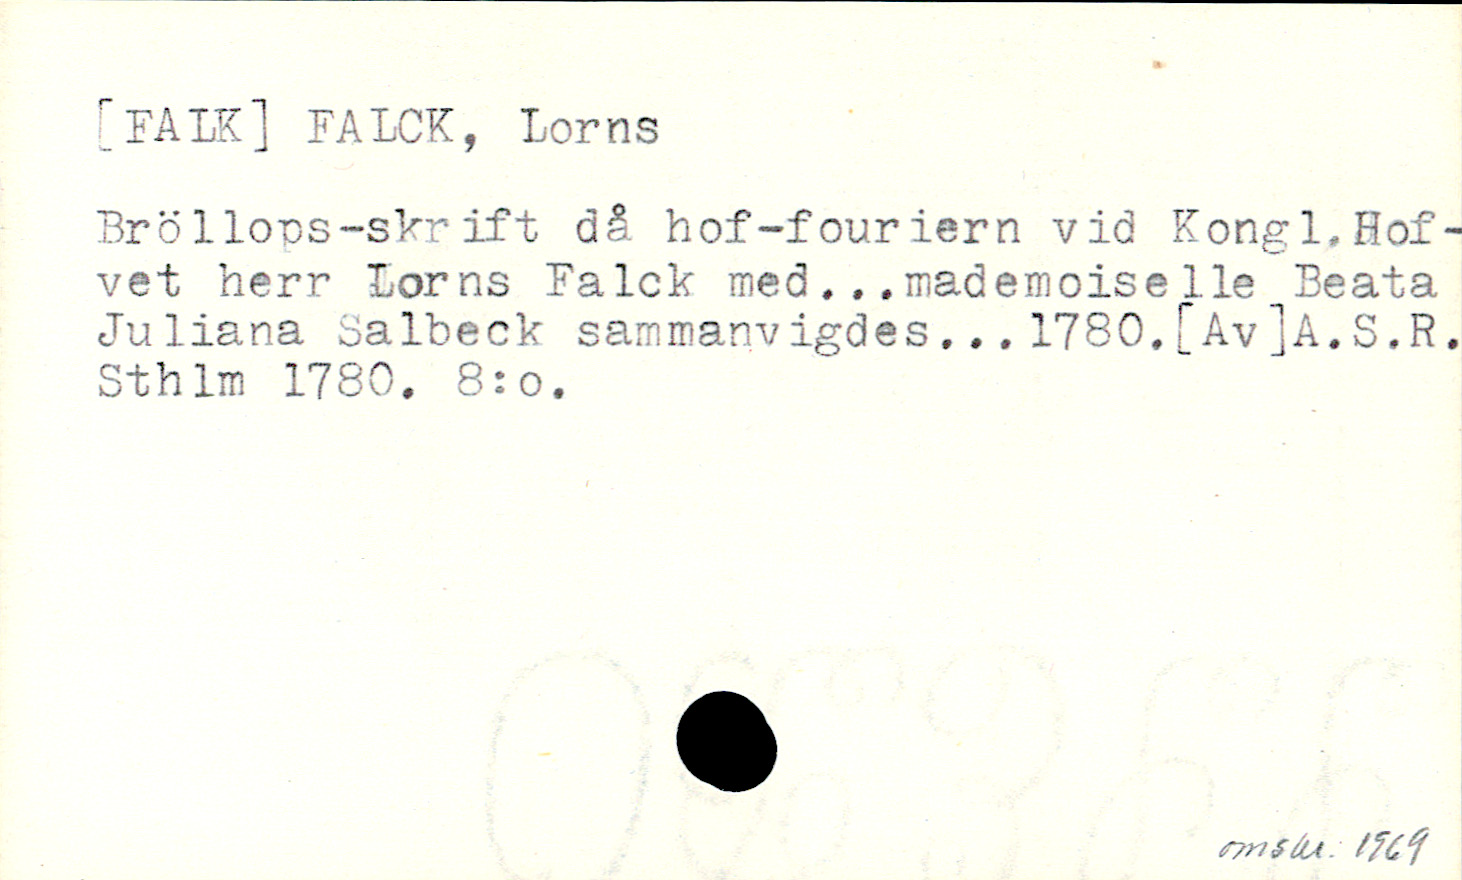 [FALK] FALCK, Lorns
Bröllops-skrift då hof-fouriern vid Kongl.Hof-
vet herr Lorns Falck med...mademoiselle Beata
Juliana Salbeck sammanvigdes...1780.[Av]A.S.R.
Sthlm 1780. 8:o.
omskr. 1969